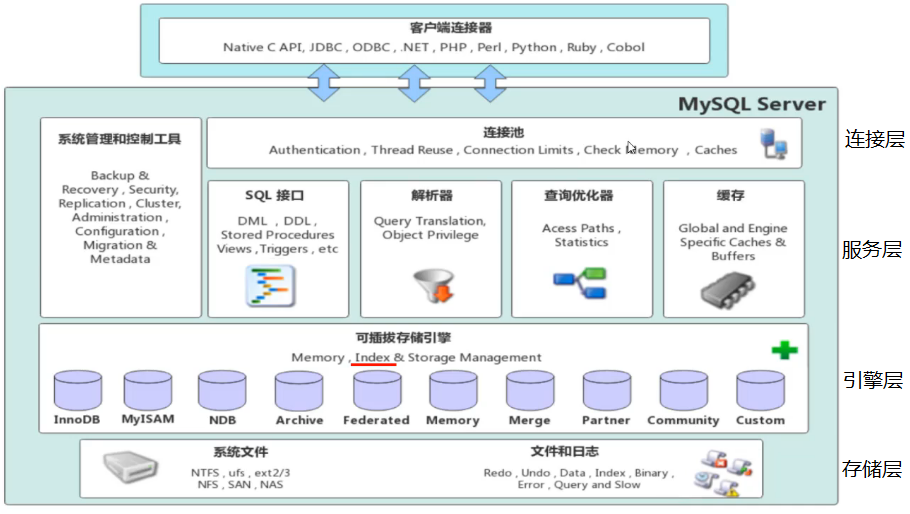 客户端连接器
Native C API, JDBC , ODBC , .NET , PHP , Perl , Python , Ruby , Cobol
MySQL Server
连接层
系统管理和控制工具
Backup &
Recovery , Security,
Replication , Cluster,
Administration ,
Configuration ,
Migration &
Metadata
连接池
Authentication , Thread Reuse , Connection Limits , Check Memory , Caches
SQL 接口
DML , DDL ,
Stored Procedures
Views ,Triggers , etc
解析器
Query Translation,
Object Privilege
查询优化器
Acess Paths ,
Statistics
缓存
Global and Engine
Specific Caches &
Buffers
服务层
可插拔存储引擎
Memory , Index & Storage Management
InnoDB
MyISAM
NDB
Archive
Federated
Memory
Merge
Partner
Community
Custom
引擎层
系统文件
NTFS , ufs , ext2/3
NFS , SAN , NAS
文件和日志
Redo , Undo , Data , Index , Binary ,
Error , Query and Slow
存储层